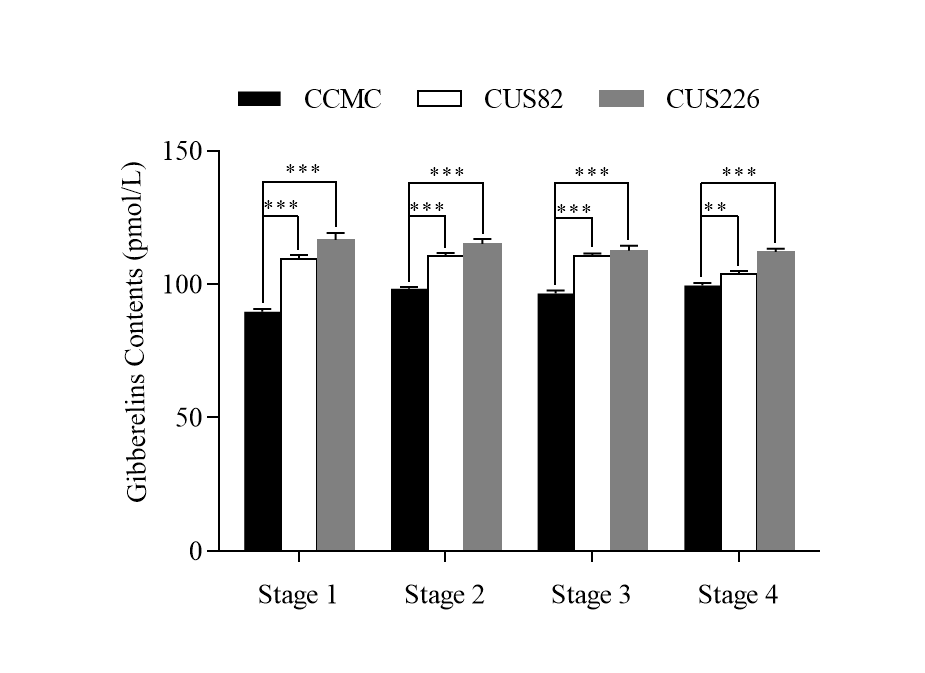 CCMC CUS82 CUS226
Gibberelins Contents (pmol/L)
150
100
50
0
*** *** *** ***
*** *** *** **
Stage 1 Stage 2 Stage 3 Stage 4